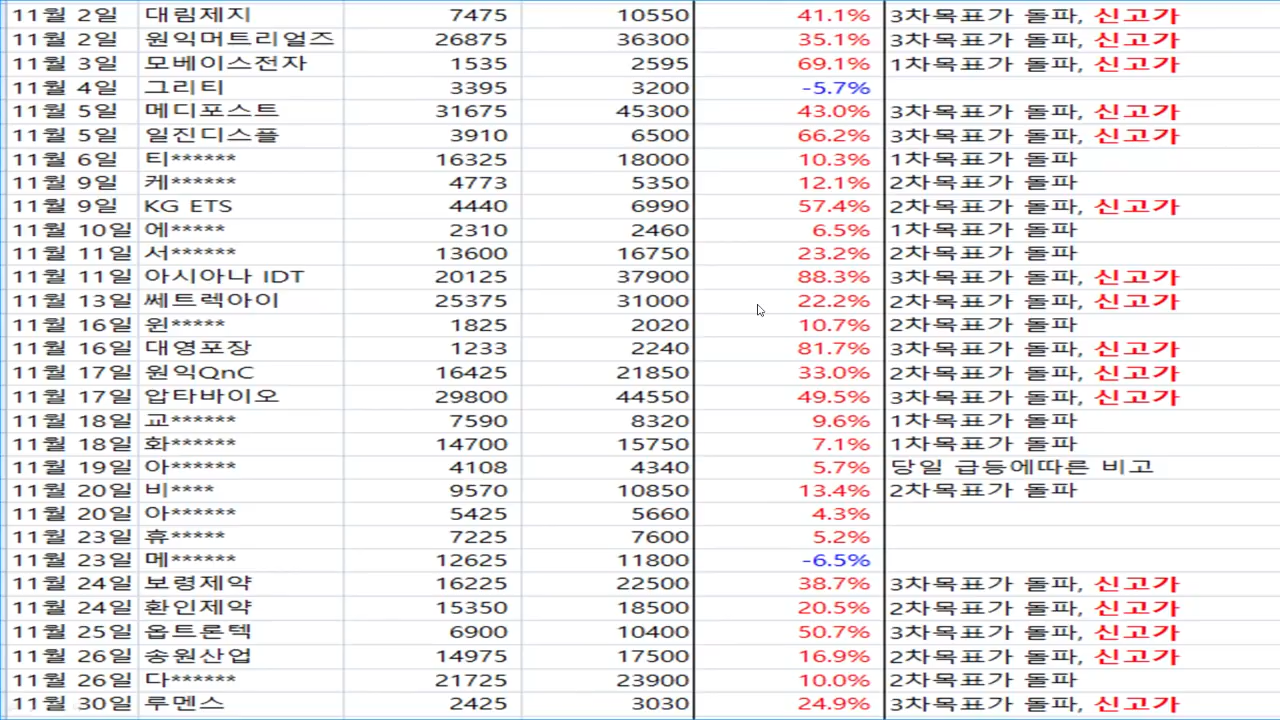 11월 2일 대림제지 7475 10550 41.1% 3차목표가 돌파, 신고가
11월 2일 원익머트리얼즈 26875 36300 35.1% 3차목표가 돌파, 신고가
11월 3일 모베이스전자 1535 2595 69.1% 1차목표가 돌파, 신고가
11월 4일 그리티 3395 3200 -5.7%
11월 5일 메디포스트 31675 45300 43.0% 3차목표가 돌파, 신고가
11월 5일 일진디스플 3910 6500 66.2% 3차목표가 돌파, 신고가
11월 6일 티****** 16325 18000 10.3% 1차목표가 돌파
11월 9일 케****** 4773 5350 12.1% 2차목표가 돌파
11월 9일 KG ETS 4440 6990 57.4% 2차목표가 돌파, 신고가
11월 10일 에***** 2310 2460 6.5% 1차목표가 돌파
11월 11일 서****** 13600 16750 23.2% 2차목표가 돌파
11월 11일 아시아나 IDT 20125 37900 88.3% 3차목표가 돌파, 신고가
11월 13일 쎄트렉아이 25375 31000 22.2% 2차목표가 돌파, 신고가
11월 16일 윈***** 1825 2020 10.7% 2차목표가 돌파
11월 16일 대영포장 1233 2240 81.7% 3차목표가 돌파, 신고가
11월 17일 원익QnC 16425 21850 33.0% 2차목표가 돌파, 신고가
11월 17일 압타바이오 29800 44550 49.5% 3차목표가 돌파, 신고가
11월 18일 교****** 7590 8320 9.6% 1차목표가 돌파
11월 18일 화****** 14700 15750 7.1% 1차목표가 돌파
11월 19일 아****** 4108 4340 5.7% 당일 급등에따른 비고
11월 20일 비**** 9570 10850 13.4% 2차목표가 돌파
11월 20일 아****** 5425 5660 4.3%
11월 23일 휴***** 7225 7600 5.2%
11월 23일 메****** 12625 11800 -6.5%
11월 24일 보령제약 16225 22500 38.7% 3차목표가 돌파, 신고가
11월 24일 환인제약 15350 18500 20.5% 2차목표가 돌파, 신고가
11월 25일 옵트론텍 6900 10400 50.7% 3차목표가 돌파, 신고가
11월 26일 송원산업 14975 17500 16.9% 2차목표가 돌파, 신고가
11월 26일 다****** 21725 23900 10.0% 2차목표가 돌파
11월 30일 루멘스 2425 3030 24.9% 3차목표가 돌파, 신고가